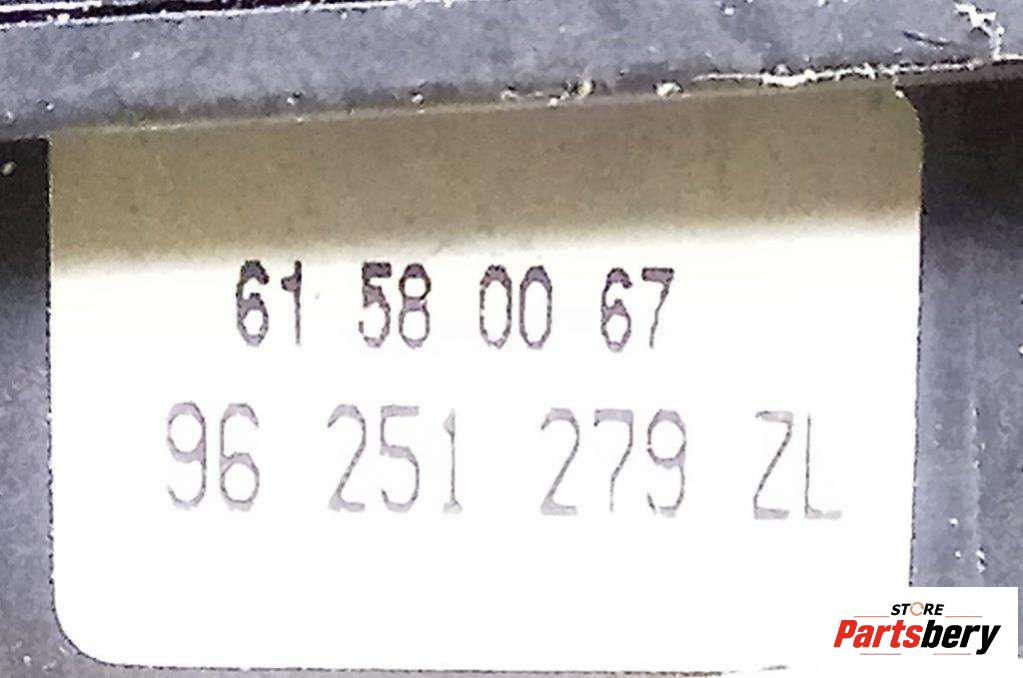 61 58 00 67
96 251 279 ZL
STORE
Partsbery